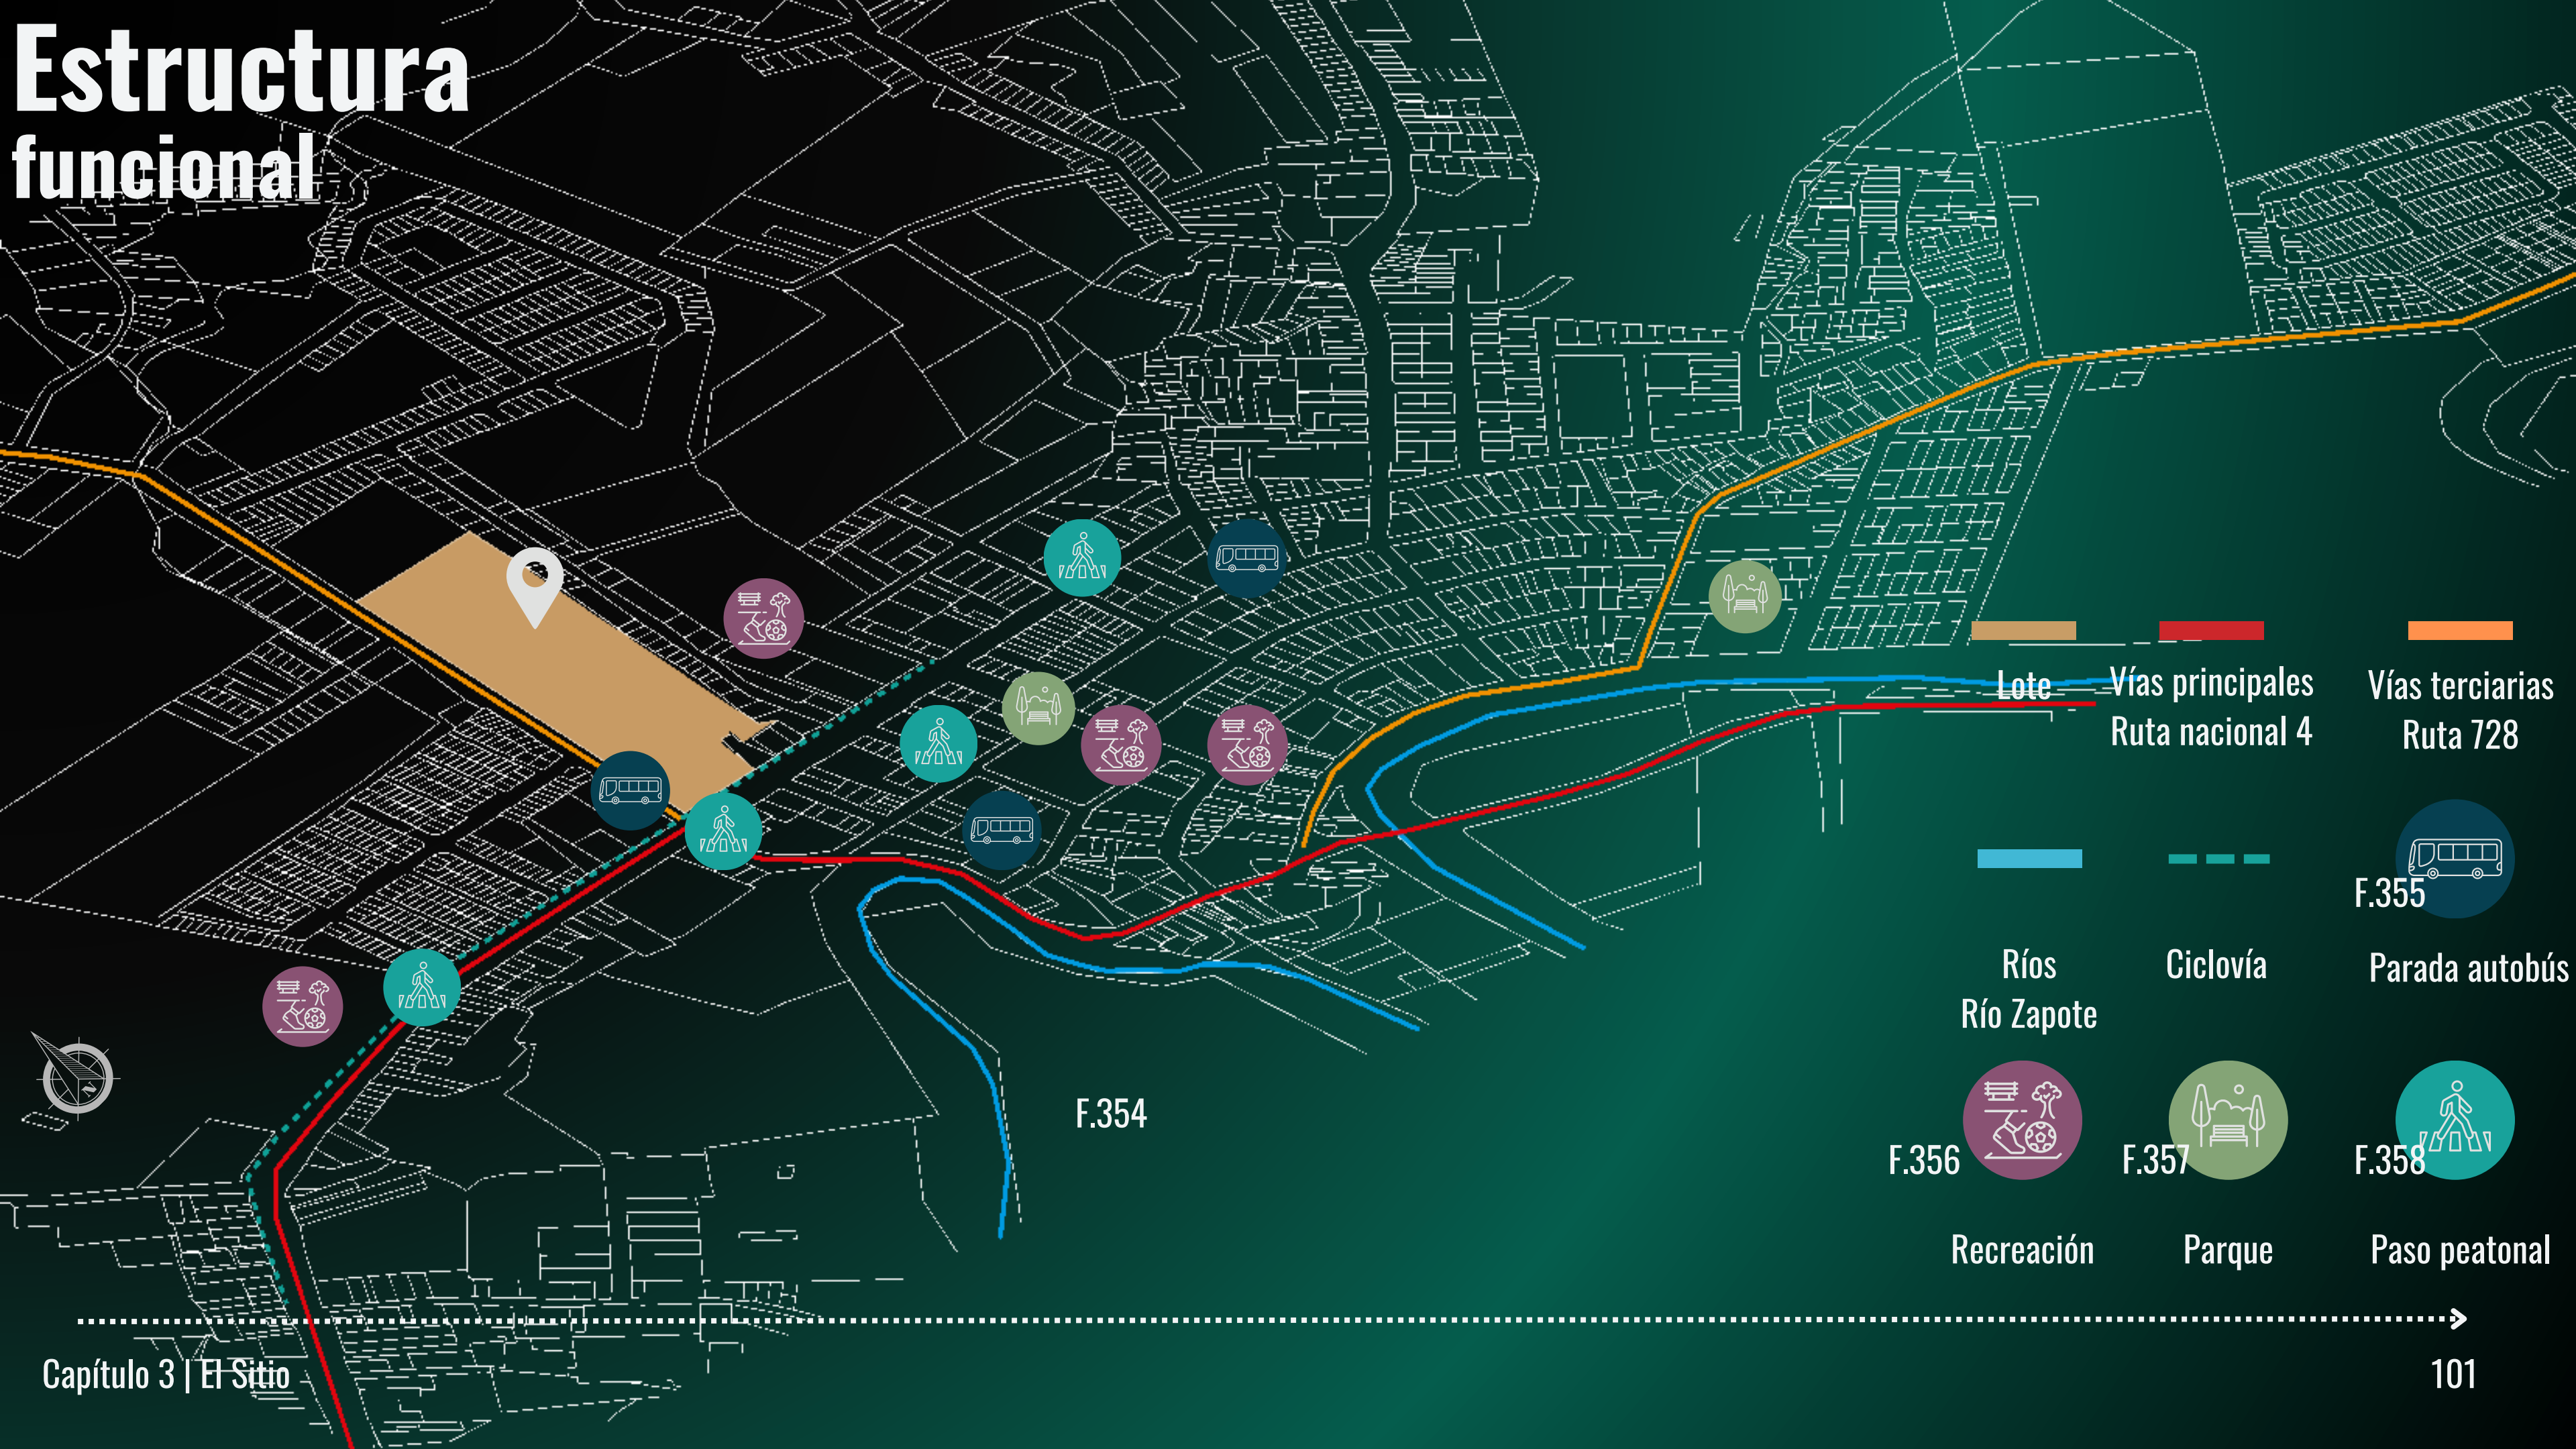 Estructura
funcional
Lote
Vías principales
Ruta nacional 4
Vías terciarias
Ruta 728
F.355
Ríos
Río Zapote
Ciclovía
Parada autobús
F.354
F.356
F.357
F.358
Recreación
Parque
Paso peatonal
N
Capítulo 3 | El Sitio
101